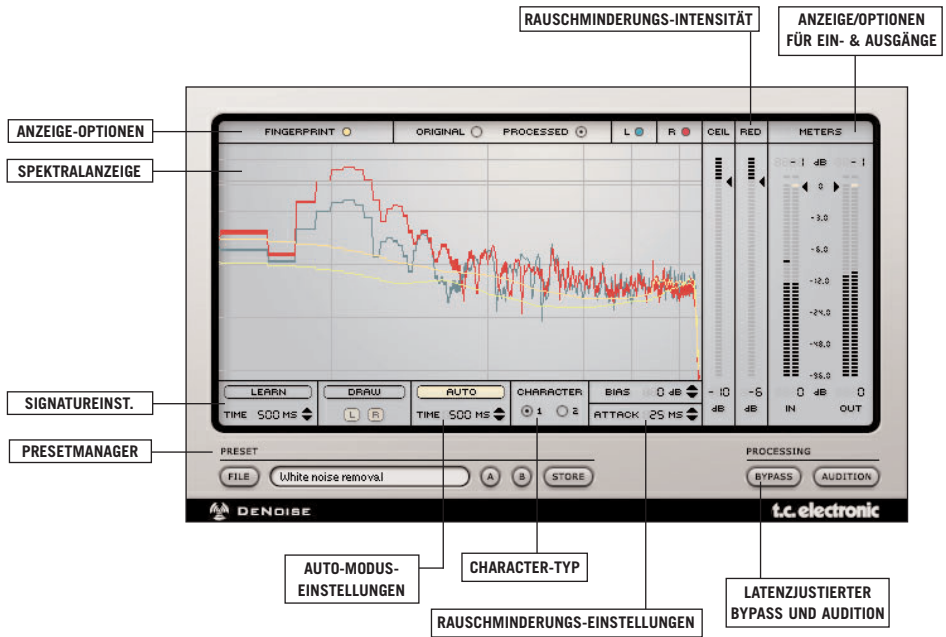 RAUSCHMINDERUNGS-INTENSITÄT
ANZEIGE/OPTIONEN
FÜR EIN- & AUSGÄNGE
ANZEIGE-OPTIONEN
FINGERPRINT ORIGINAL PROCESSED L R CEIL RED METERS
SPEKTRALANZEIGE
-1 dB -1
0
-3.0
-6.0
-12.0
-24.0
-48.0
-96.0
LEARN DRAW AUTO CHARACTER BIAS 0 dB -10 -6 0 dB 0
SIGNATUREINST.
TIME 500 MS L R TIME 500 MS 1 2 ATTACK 25 MS dB dB IN OUT
PRESETMANAGER
PRESET PROCESSING
FILE White noise removal A B STORE BYPASS AUDITION
DENOISE t.c. electronic
AUTO-MODUS-
EINSTELLUNGEN
CHARACTER-TYP
RAUSCHMINDERUNGS-EINSTELLUNGEN
LATENZJUSTIERTER
BYPASS UND AUDITION